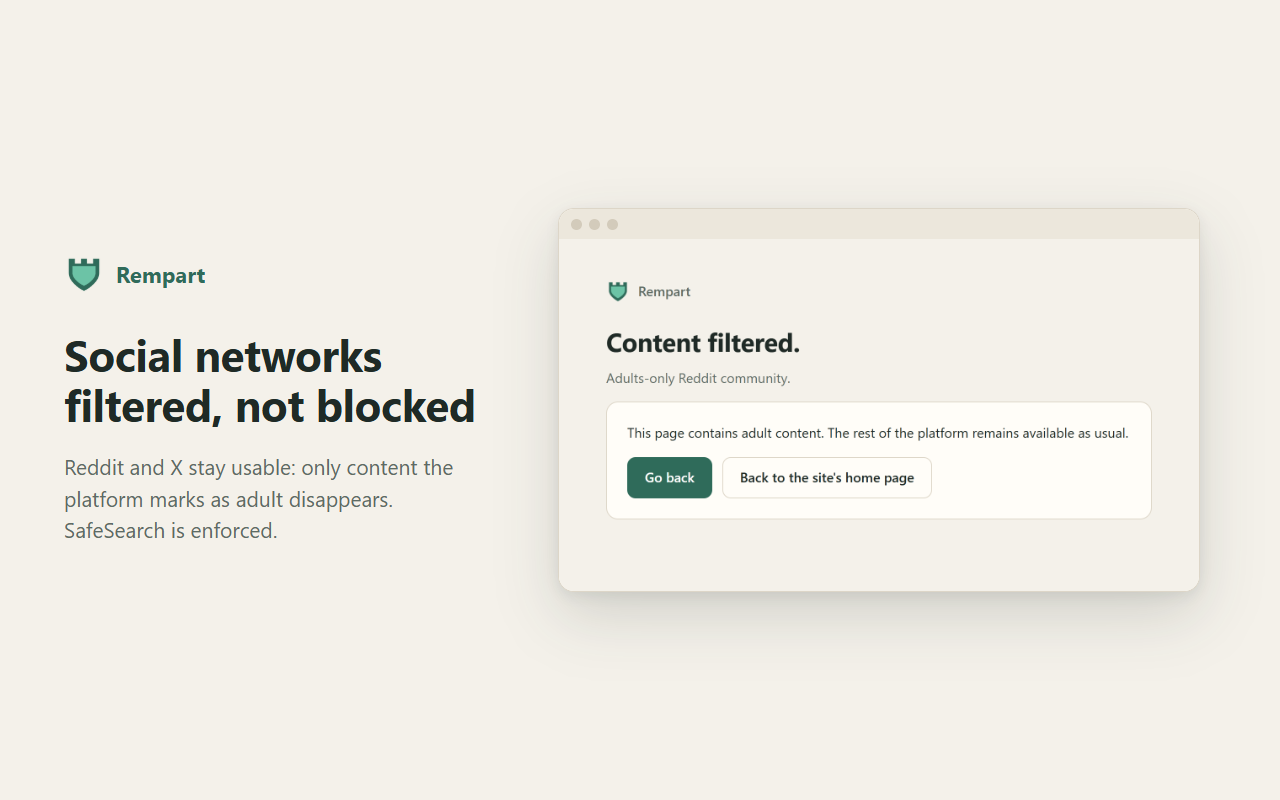 Rempart
Social networks
filtered, not blocked
Reddit and X stay usable: only content the
platform marks as adult disappears.
SafeSearch is enforced.
Rempart
Content filtered.
Adults-only Reddit community.
This page contains adult content. The rest of the platform remains available as usual.
Go back
Back to the site's home page